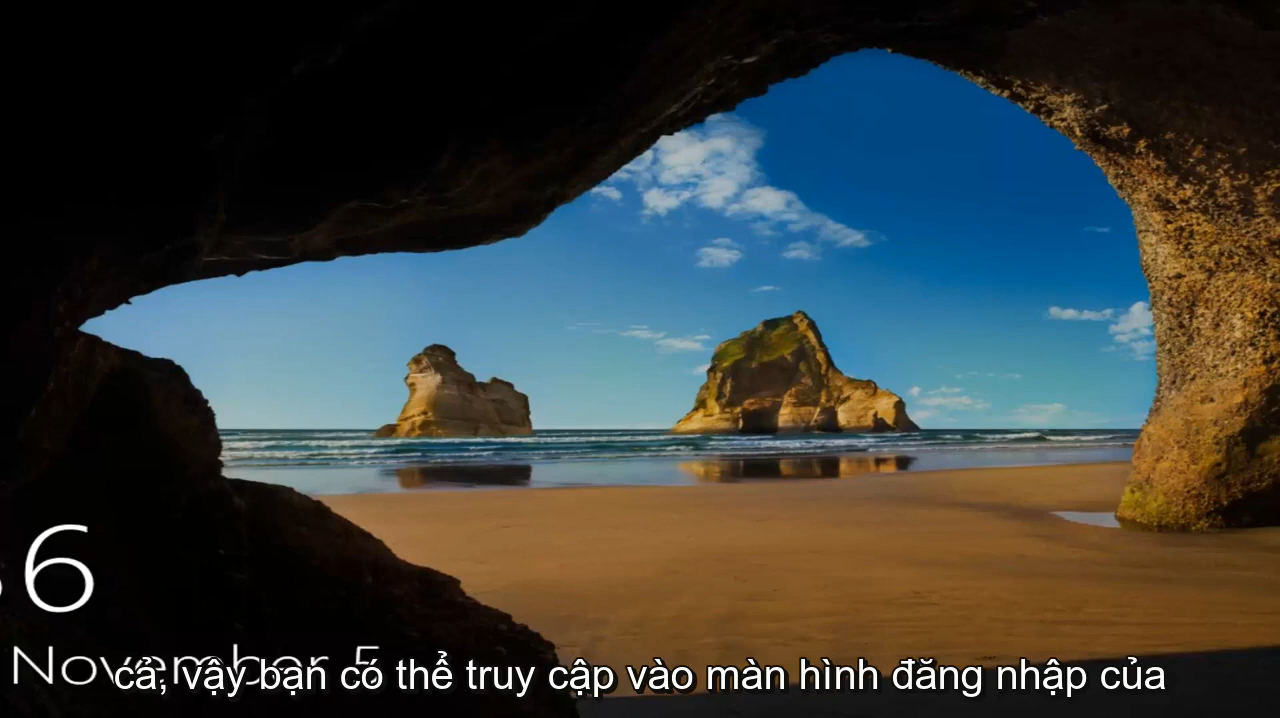 6
November 5
cả, vậy bạn có thể truy cập vào màn hình đăng nhập của